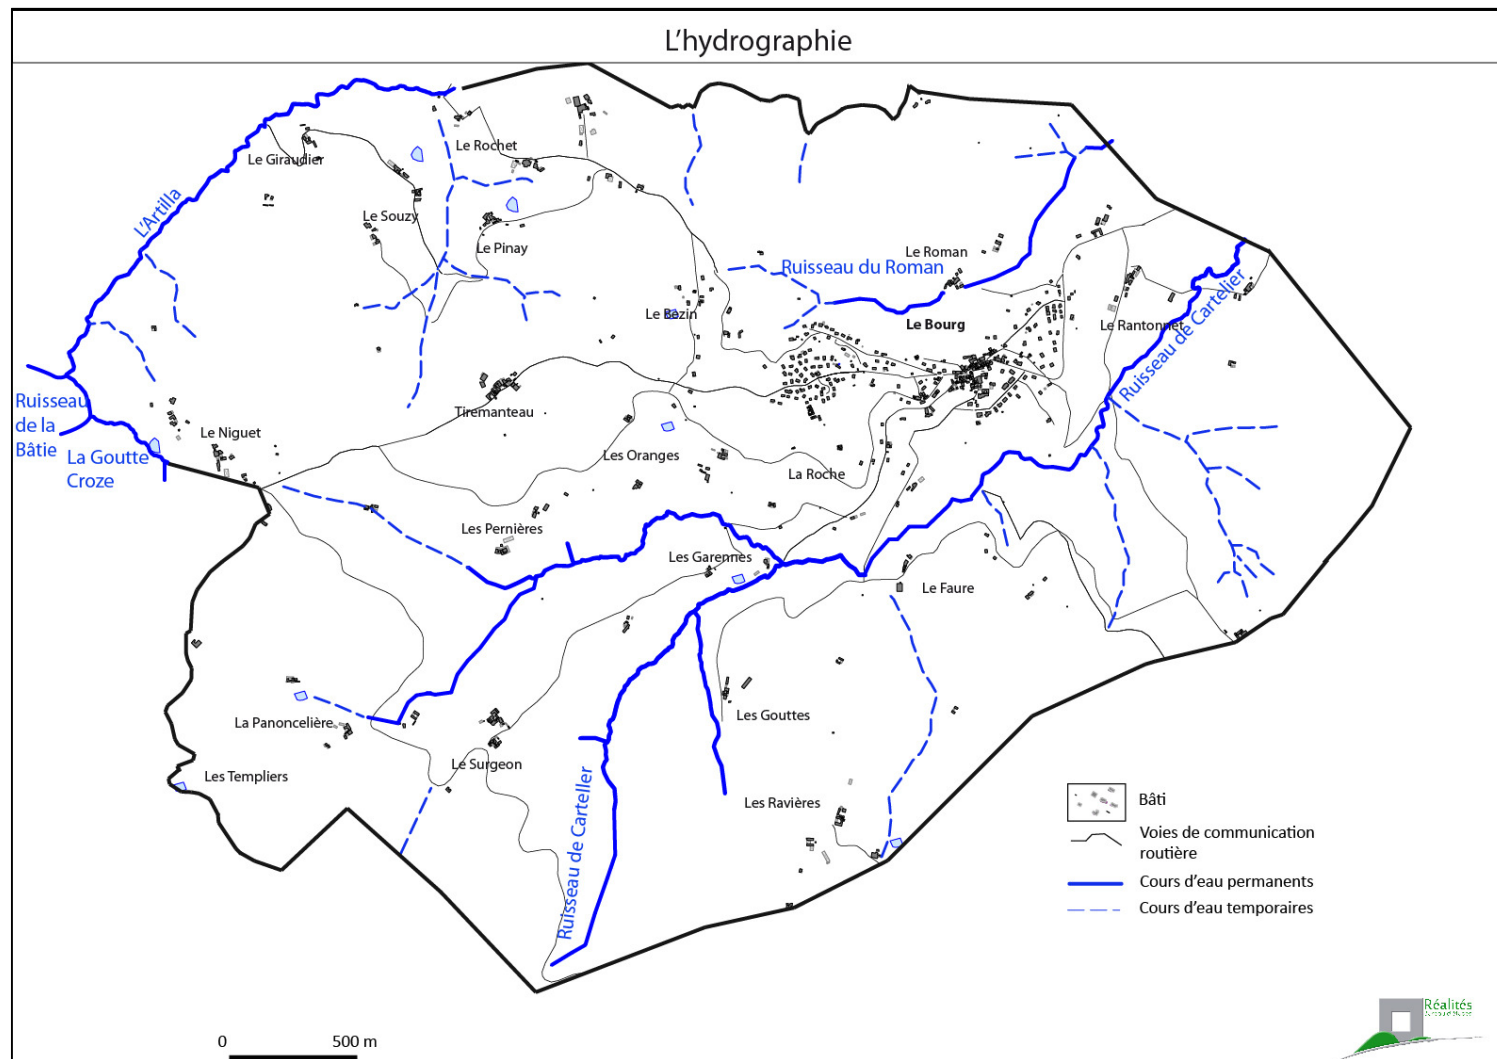 L'hydrographie
Le Rochet
Le Giraudier
L'Artilla
Le Souzy
Le Pinay
Le Roman
Ruisseau du Roman
Le Bezin
Le Bourg
Le Rantonnet
Ruisseau de Cartelier
Ruisseau
de la
Bâtie
Tiremanteau
Le Niguet
La Goutte
Croze
Les Oranges
La Roche
Les Pernières
Les Garennes
Le Faure
La Panoncelière
Les Gouttes
Les Templiers
Le Surgeon
Les Ravières
Ruisseau de Carteller
Bâti
Voies de communication
routière
Cours d'eau permanents
Cours d'eau temporaires
0 500 m
Réalités